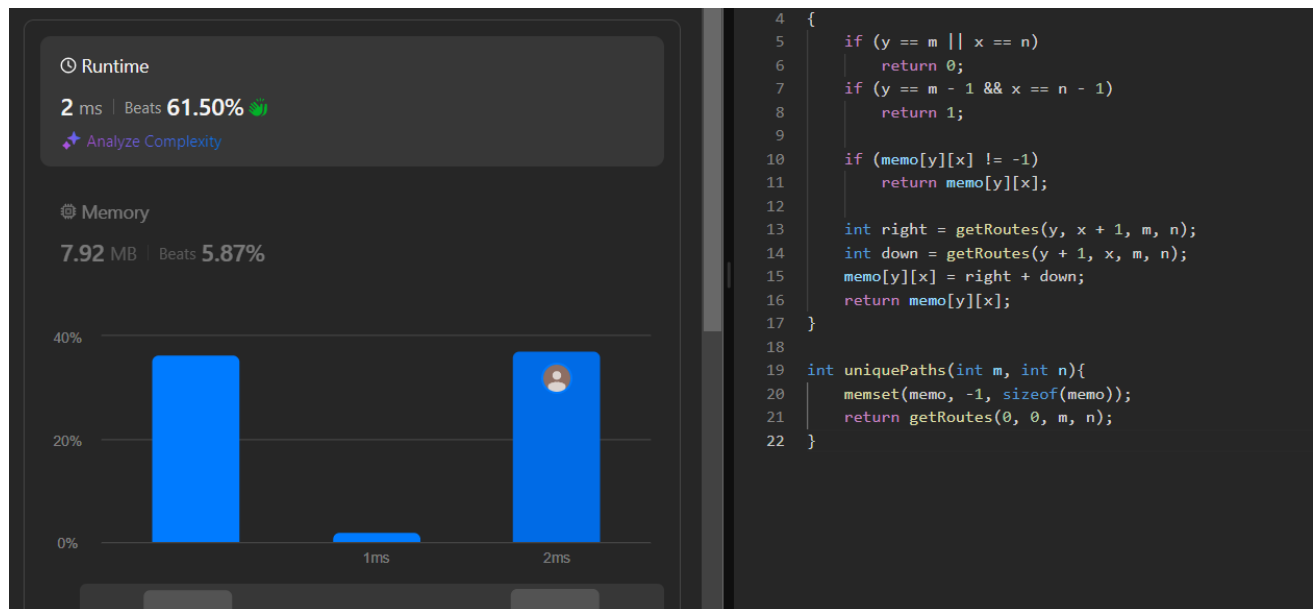 Runtime
2 ms | Beats 61.50%
Analyze Complexity
Memory
7.92 MB | Beats 5.87%
40%
20%
0%
1ms
2ms
4 {
5     if (y == m || x == n)
6         return 0;
7     if (y == m - 1 && x == n - 1)
8         return 1;
9
10     if (memo[y][x] != -1)
11         return memo[y][x];
12
13     int right = getRoutes(y, x + 1, m, n);
14     int down = getRoutes(y + 1, x, m, n);
15     memo[y][x] = right + down;
16     return memo[y][x];
17 }
18
19 int uniquePaths(int m, int n){
20     memset(memo, -1, sizeof(memo));
21     return getRoutes(0, 0, m, n);
22 }